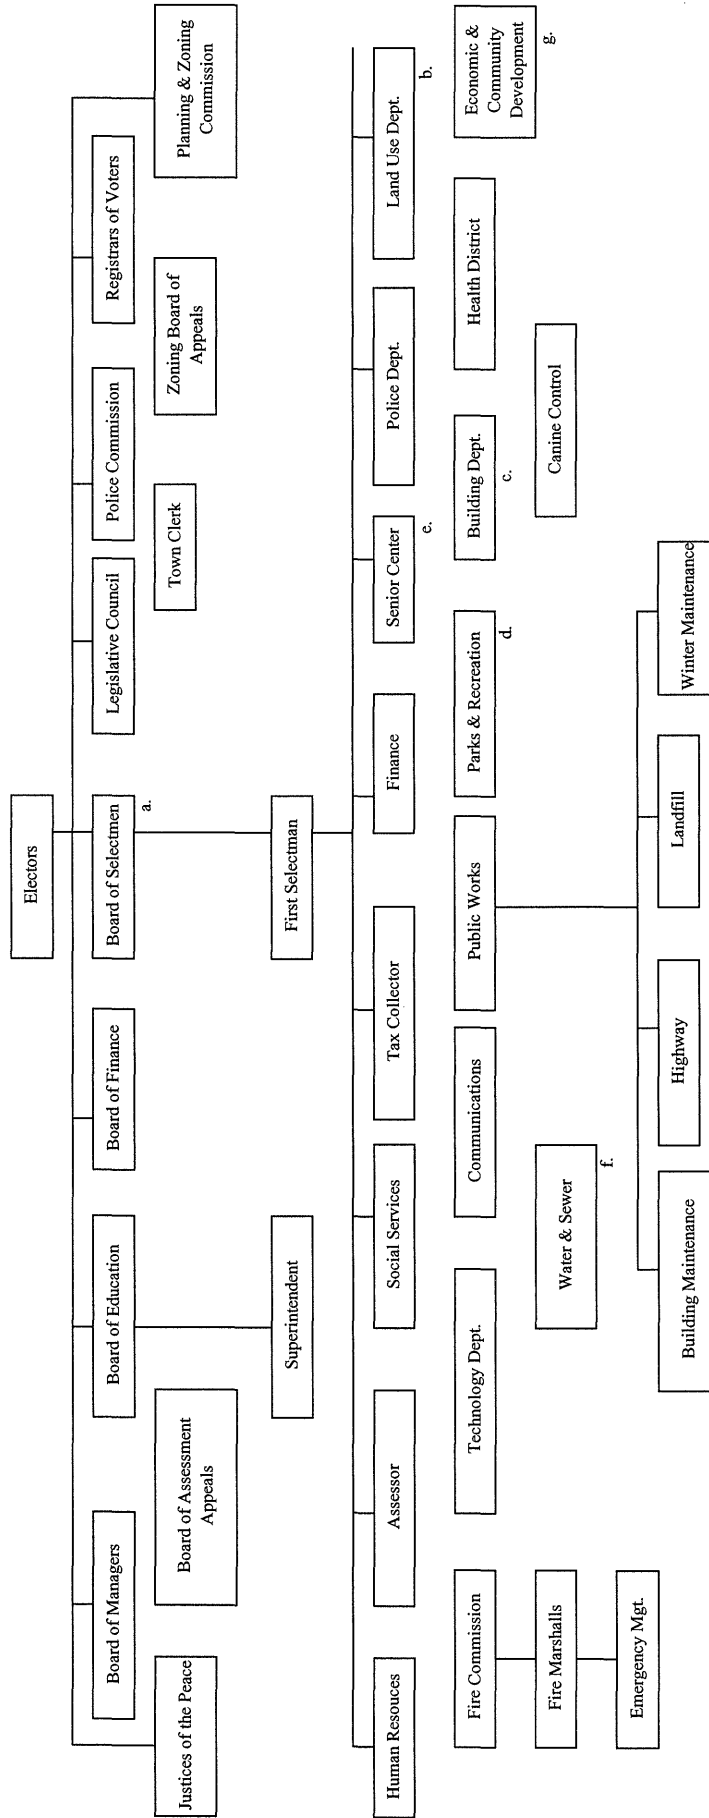 Electors
Justices of the Peace
Board of Managers
Board of Assessment
Appeals
Board of Education
Board of Finance
Board of Selectmen
a.
Legislative Council
Town Clerk
Police Commission
Zoning Board of
Appeals
Registrars of Voters
Planning & Zoning
Commission
Superintendent
First Selectman
Human Resouces
Assessor
Social Services
Tax Collector
Finance
Senior Center
e.
Police Dept.
Land Use Dept.
b.
Fire Commission
Technology Dept.
Communications
Public Works
Parks & Recreation
d.
Building Dept.
c.
Health District
Economic &
Community
Development
g.
Fire Marshalls
Water & Sewer
f.
Canine Control
Emergency Mgt.
Building Maintenance
Highway
Landfill
Winter Maintenance